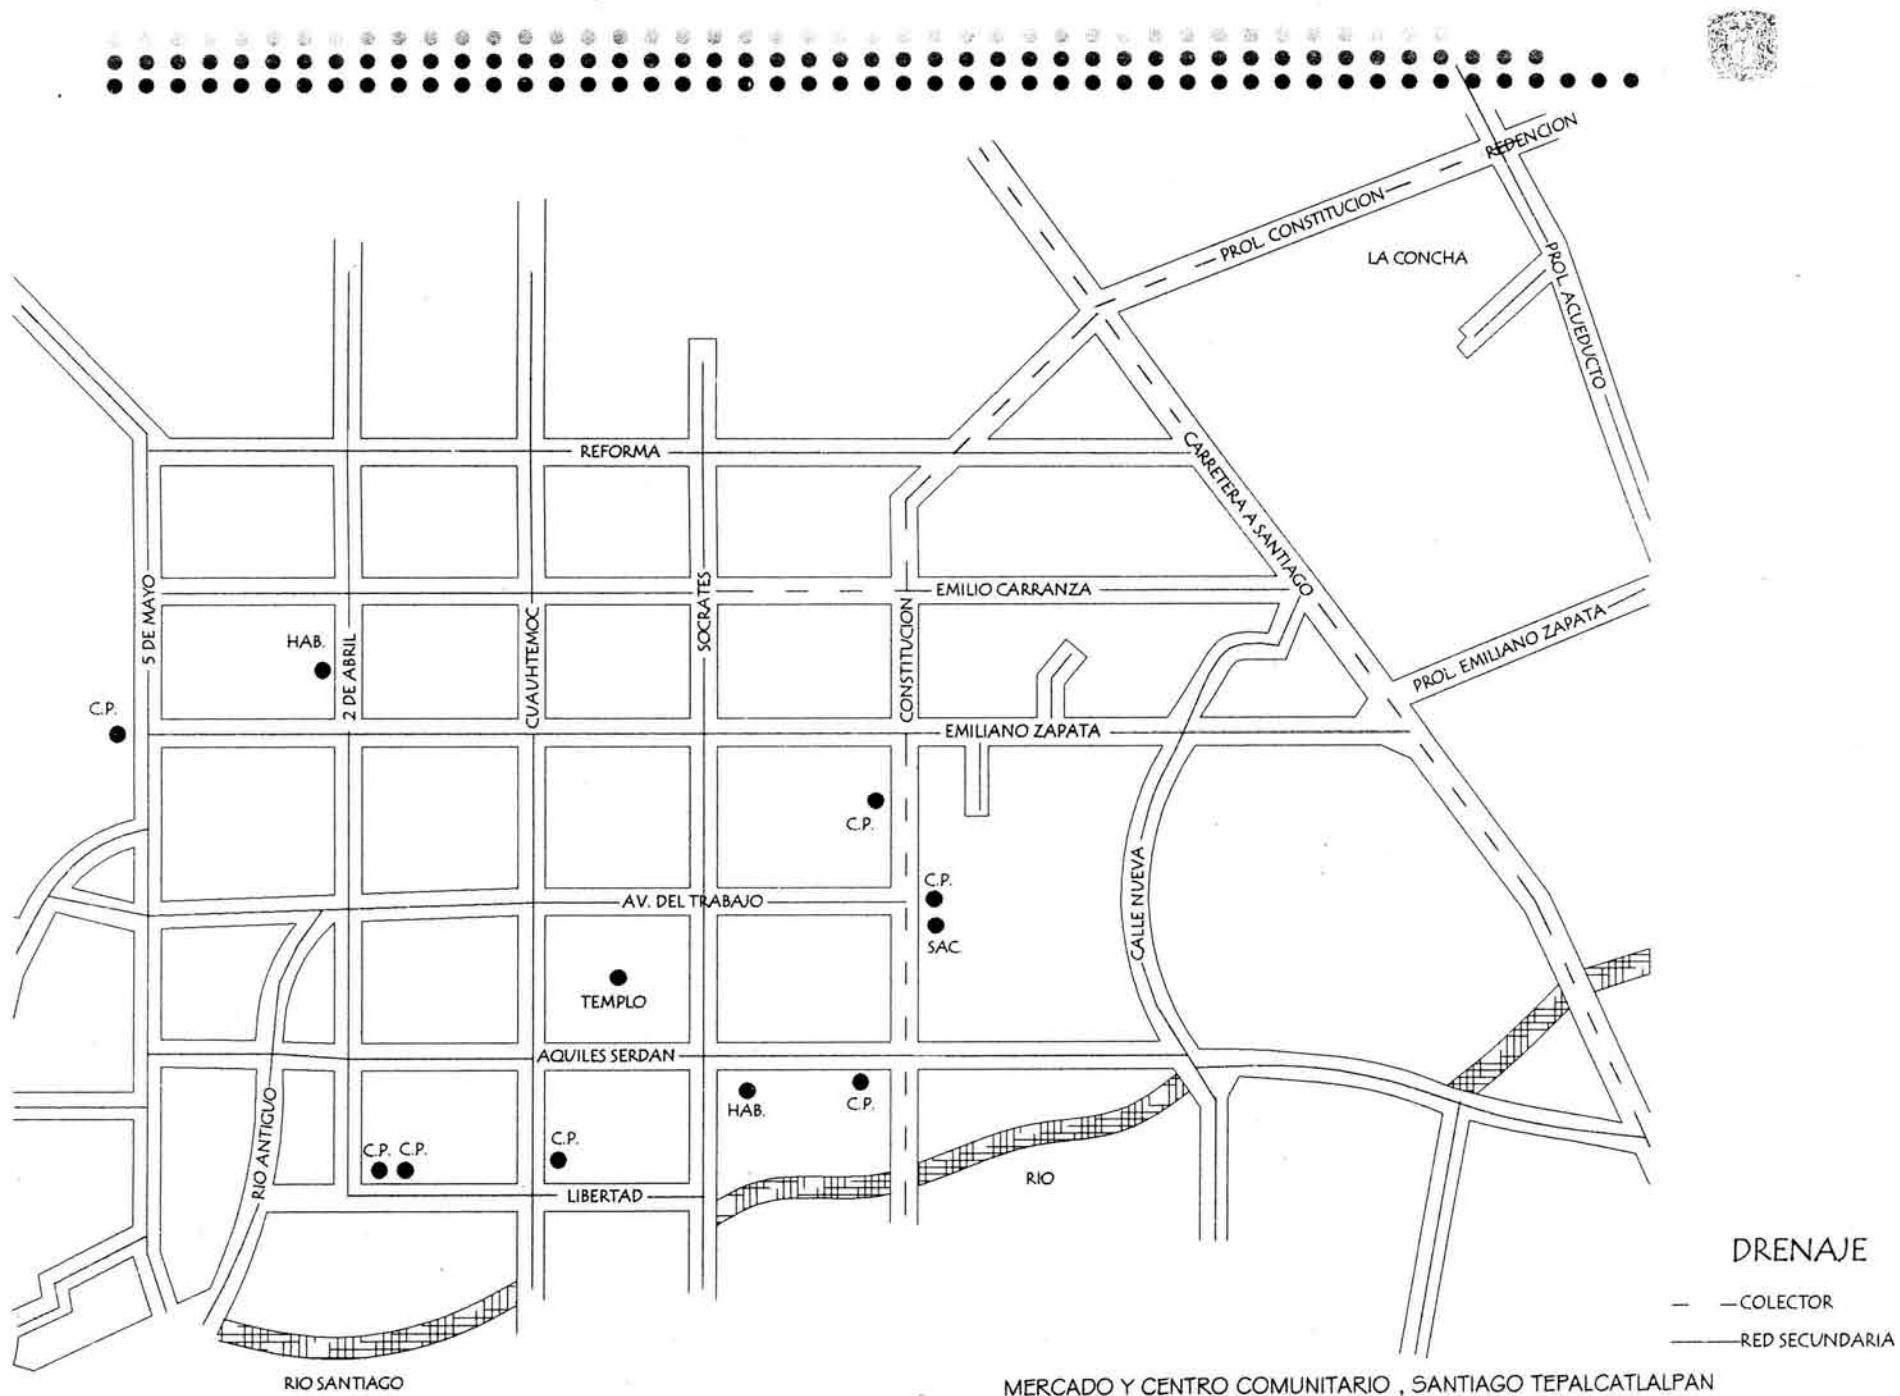 REDENCION
PROL. CONSTITUCION
LA CONCHA
PROL. ACUEDUCTO
REFORMA
CARRETERA A SANTIAGO
5 DE MAYO
HAB.
2 DE ABRIL
CUAUHTEMOC
SOCRATES
CONSTITUCION
EMILIO CARRANZA
PROL. EMILIANO ZAPATA
C.P.
EMILIANO ZAPATA
C.P.
C.P.
SAC
CALLE NUEVA
AV. DEL TRABAJO
TEMPLO
AQUILES SERDAN
HAB.
C.P.
RIO ANTIGUO
C.P. C.P.
C.P.
LIBERTAD
RIO
RIO SANTIAGO
DRENAJE
COLECTOR
RED SECUNDARIA
MERCADO Y CENTRO COMUNITARIO , SANTIAGO TEPALCATLALPAN